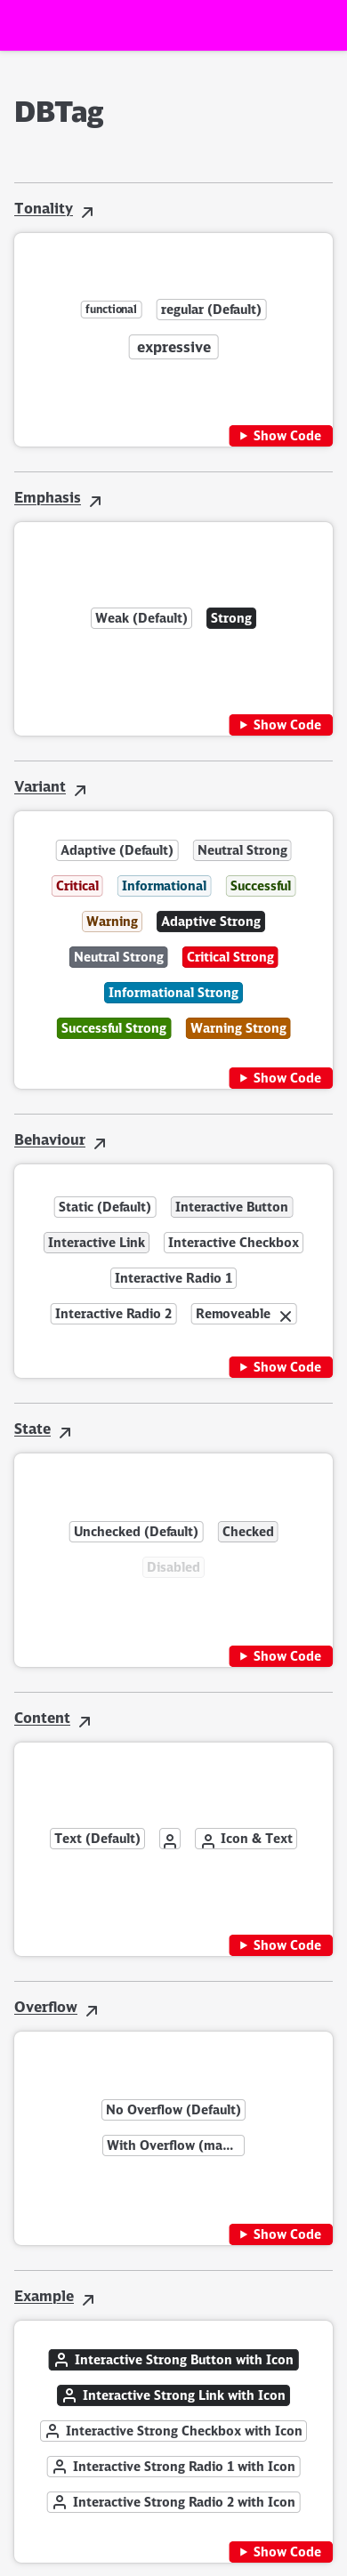 DBTag
Tonality
functional regular (Default)
expressive
Show Code
Emphasis
Weak (Default) Strong
Show Code
Variant
Adaptive (Default) Neutral Strong
Critical Informational Successful
Warning Adaptive Strong
Neutral Strong Critical Strong
Informational Strong
Successful Strong Warning Strong
Show Code
Behaviour
Static (Default) Interactive Button
Interactive Link Interactive Checkbox
Interactive Radio 1
Interactive Radio 2 Removeable
Show Code
State
Unchecked (Default) Checked
Disabled
Show Code
Content
Text (Default) Icon & Text
Show Code
Overflow
No Overflow (Default)
With Overflow (ma...
Show Code
Example
Interactive Strong Button with Icon
Interactive Strong Link with Icon
Interactive Strong Checkbox with Icon
Interactive Strong Radio 1 with Icon
Interactive Strong Radio 2 with Icon
Show Code